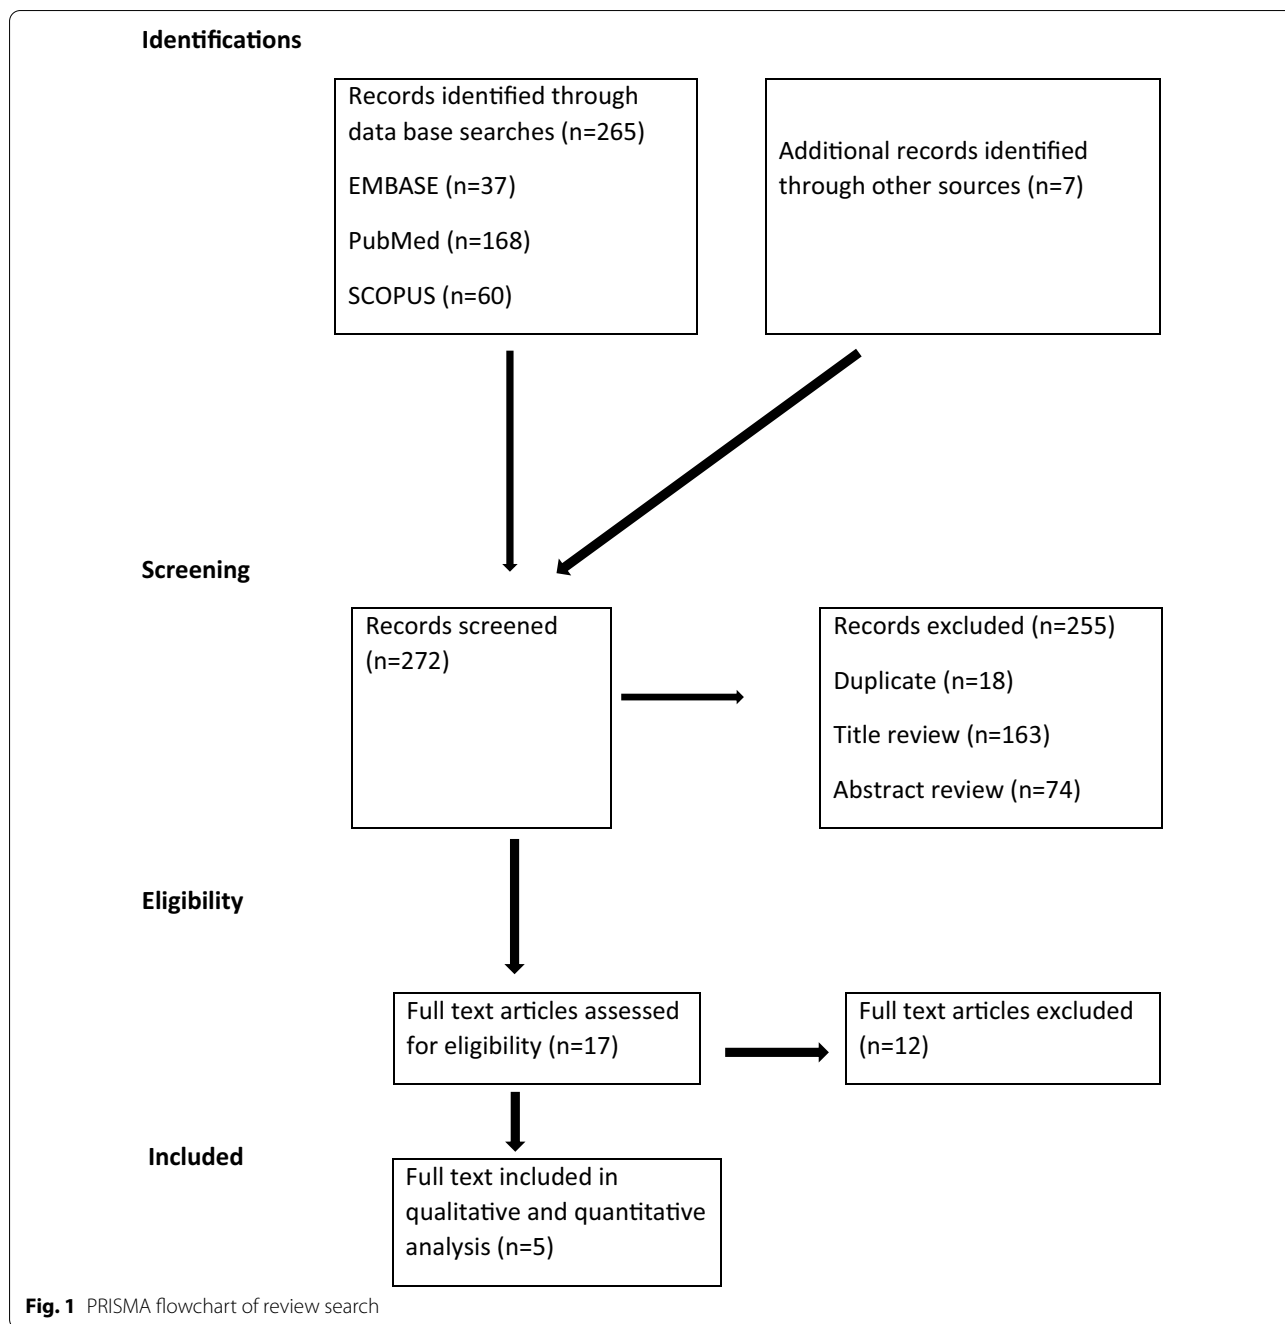 Identifications
Records identified through
data base searches (n=265)
EMBASE (n=37)
PubMed (n=168)
SCOPUS (n=60)
Additional records identified
through other sources (n=7)
Screening
Records screened
(n=272)
Records excluded (n=255)
Duplicate (n=18)
Title review (n=163)
Abstract review (n=74)
Eligibility
Full text articles assessed
for eligibility (n=17)
Full text articles excluded
(n=12)
Included
Full text included in
qualitative and quantitative
analysis (n=5)
Fig. 1 PRISMA flowchart of review search